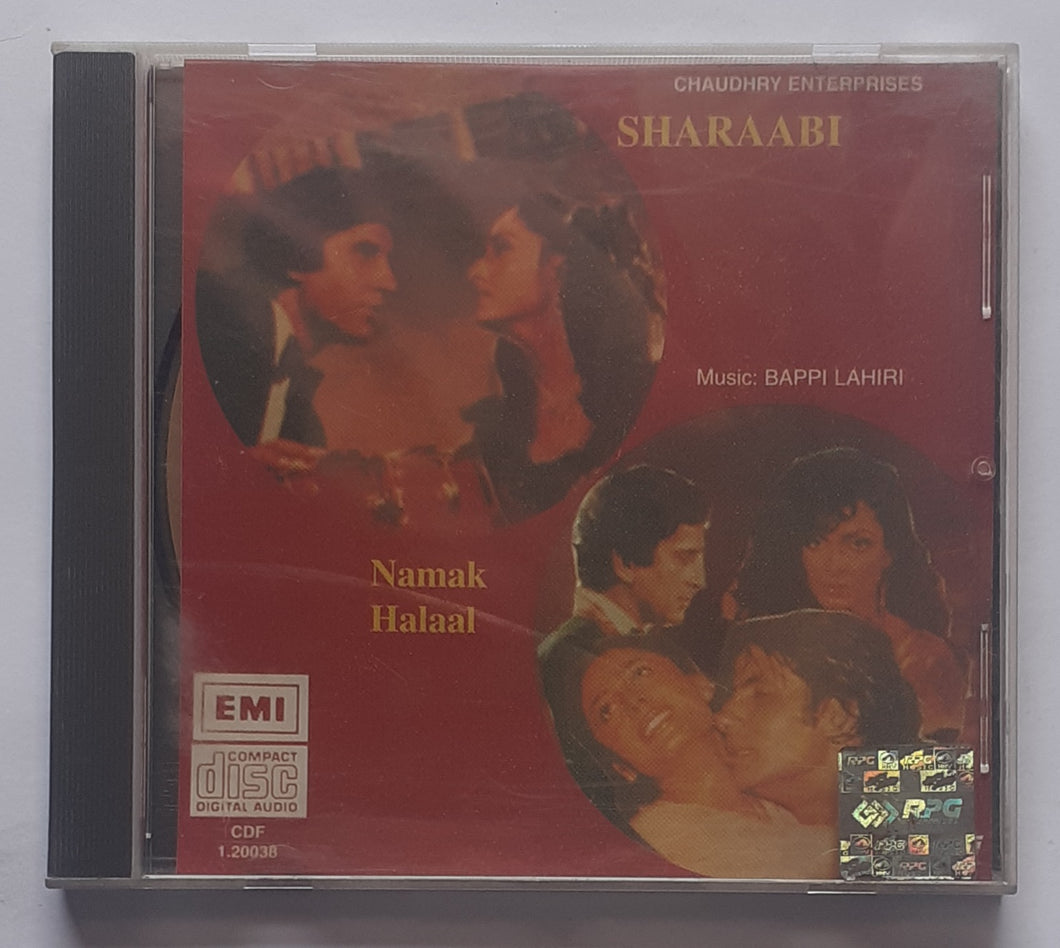 CHAUDHRY ENTERPRISES
SHARAABI
Music: BAPPI LAHIRI
Namak
Halaal
EMI
COMPACT
disc
DIGITAL AUDIO
CDF
1.20038
RPG